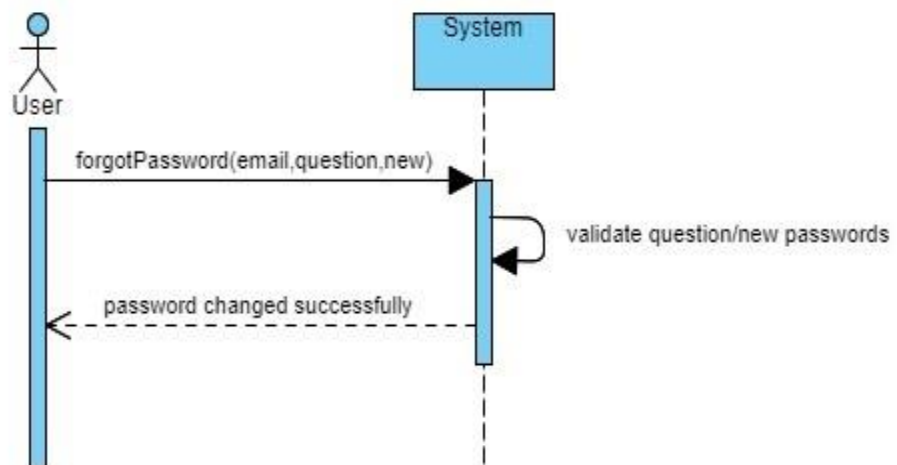 System
User
forgotPassword(email,question,new)
validate question/new passwords
password changed successfully